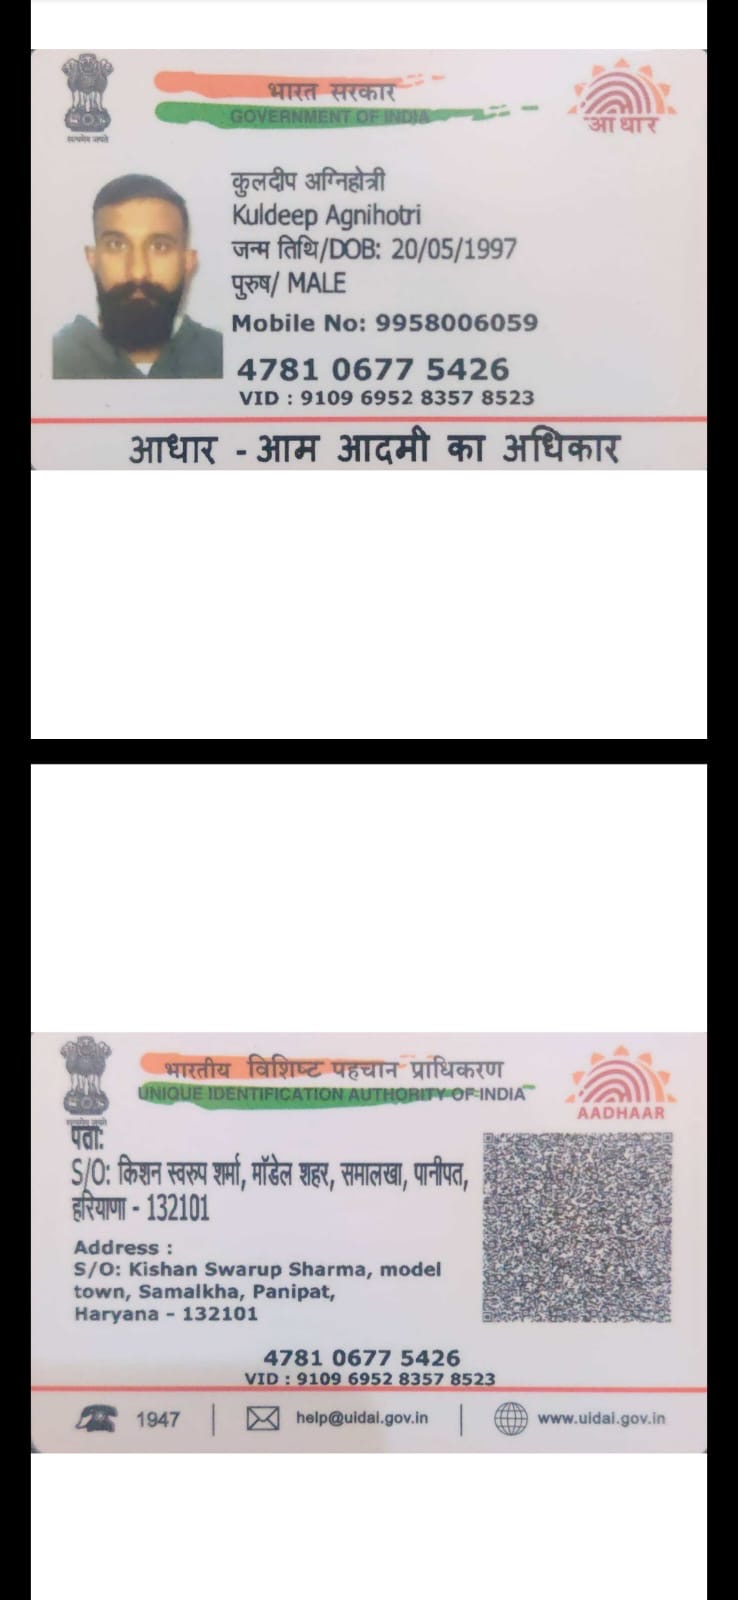 भारत सरकार
GOVERNMENT OF INDIA
सत्यमेव जयते
आधार
कुलदीप अग्निहोत्री
Kuldeep Agnihotri
जन्म तिथि/DOB: 20/05/1997
पुरुष/ MALE
Mobile No: 9958006059
4781 0677 5426
VID : 9109 6952 8357 8523
आधार - आम आदमी का अधिकार
भारतीय विशिष्ट पहचान प्राधिकरण
UNIQUE IDENTIFICATION AUTHORITY OF INDIA
सत्यमेव जयते
AADHAAR
पता:
S/O: किशन स्वरुप शर्मा, मॉडेल शहर, समालखा, पानीपत,
हरियाणा - 132101
Address :
S/O: Kishan Swarup Sharma, model
town, Samalkha, Panipat,
Haryana - 132101
4781 0677 5426
VID : 9109 6952 8357 8523
1947
help@uidai.gov.in
www.uidai.gov.in